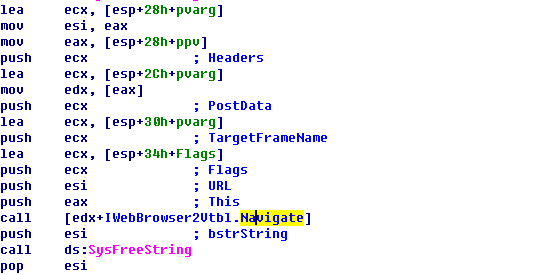 lea     ecx, [esp+28h+pvarg]
mov     esi, eax
mov     eax, [esp+28h+ppv]
push    ecx             ; Headers
lea     ecx, [esp+2Ch+pvarg]
mov     edx, [eax]
push    ecx             ; PostData
lea     ecx, [esp+30h+pvarg]
push    ecx             ; TargetFrameName
lea     ecx, [esp+34h+Flags]
push    ecx             ; Flags
push    esi             ; URL
push    eax             ; This
call    [edx+IWebBrowser2Vtbl.Navigate]
push    esi             ; bstrString
call    ds:SysFreeString
pop     esi